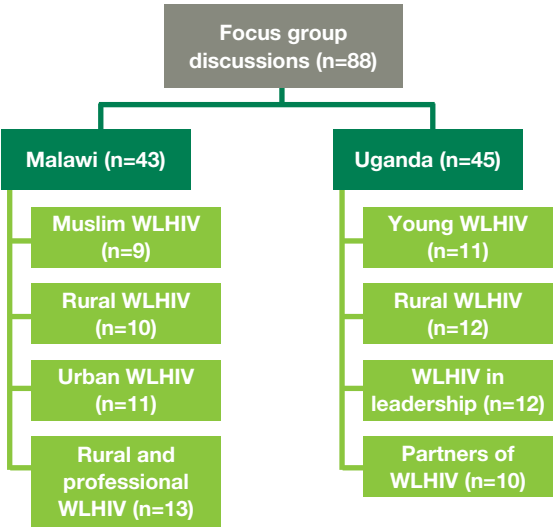 Focus group
discussions (n=88)
Malawi (n=43)
Muslim WLHIV
(n=9)
Rural WLHIV
(n=10)
Urban WLHIV
(n=11)
Rural and
professional
WLHIV (n=13)
Uganda (n=45)
Young WLHIV
(n=11)
Rural WLHIV
(n=12)
WLHIV in
leadership (n=12)
Partners of
WLHIV (n=10)